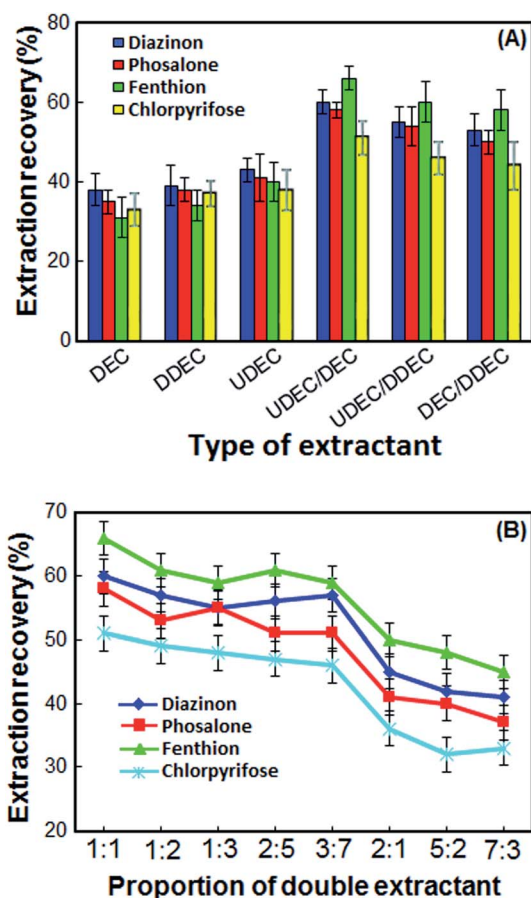 (A)
Diazinon
Phosalone
Fenthion
Chlorpyrifose
Extraction recovery (%)
80
60
40
20
0
DEC
DDEC
UDEC
UDEC/DEC
UDEC/DDEC
DEC/DDEC
Type of extractant
(B)
Extraction recovery (%)
70
60
50
40
30
20
Diazinon
Phosalone
Fenthion
Chlorpyrifose
1:1
1:2
1:3
2:5
3:7
2:1
5:2
7:3
Proportion of double extractant